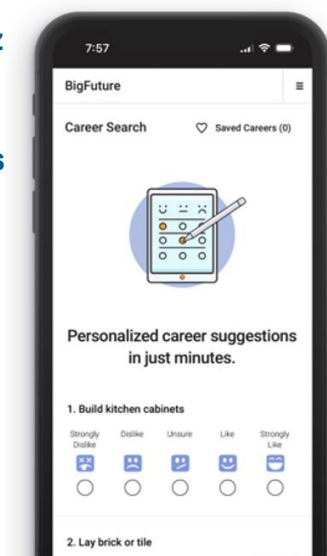 z
s
7:57
BigFuture
Career Search
Saved Careers (0)
Personalized career suggestions
in just minutes.
1. Build kitchen cabinets
Strongly Dislike Dislike Unsure Like Strongly Like
2. Lay brick or tile